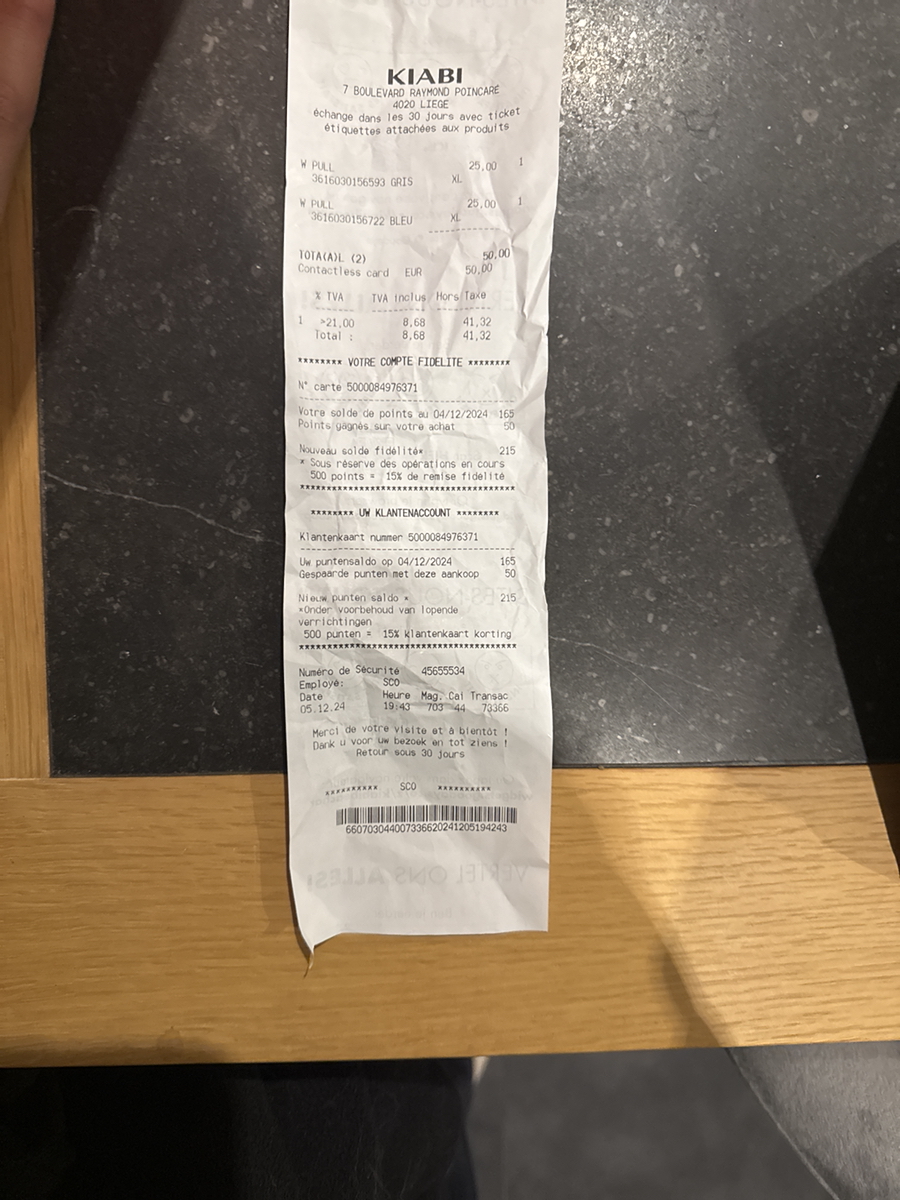 KIABI
7 BOULEVARD RAYMOND POINCARE
4020 LIEGE
échange dans les 30 jours avec ticket
étiquettes attachées aux produits
W PULL 25,00 1
3616030156593 GRIS XL
W PULL 25,00 1
3616030156722 BLEU XL
TOTA(A)L (2) 50,00
Contactless card EUR 50,00
% TVA TVA inclus Hors Taxe
1 >21,00 8,68 41,32
Total : 8,68 41,32
******** VOTRE COMPTE FIDELITE ********
N° carte 5000084976371
Votre solde de points au 04/12/2024 165
Points gagnés sur votre achat 50
Nouveau solde fidélité* 215
* Sous réserve des opérations en cours
500 points = 15% de remise fidelité
***************************************
******** UW KLANTENACCOUNT ********
Klantenkaart nummer 5000084976371
Uw puntensaldo op 04/12/2024 165
Gespaarde punten met deze aankoop 50
Nieuw punten saldo * 215
*Onder voorbehoud van lopende
verrichtingen
500 punten = 15% klantenkaart korting
***************************************
Numéro de Sécurité 45655534
Employé: SCO
Date Heure Mag. Cai Transac
05.12.24 19:43 703 44 73366
Merci de votre visite et à bientôt !
Dank u voor uw bezoek en tot ziens !
Retour sous 30 jours
********** SCO **********
66070304400733662024120519​4243
VERTEL ONS ALLES!